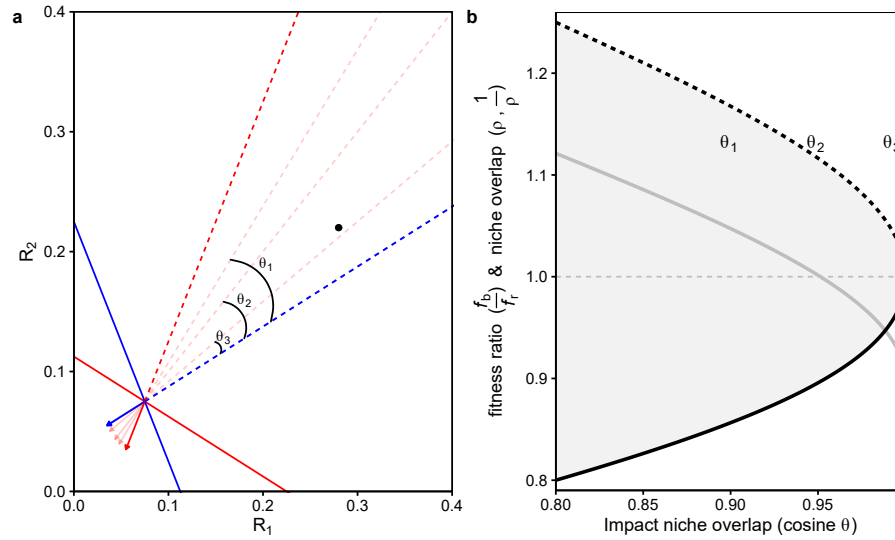 a
0.4
0.3
0.2
0.1
0.0
R2
θ1
θ2
θ3
0.0 0.1 0.2 0.3 0.4
R1
b
fitness ratio (fb/fr) & niche overlap (ρ, 1/ρ)
1.2
1.1
1.0
0.9
0.8
θ1 θ2 θ3
0.80 0.85 0.90 0.95
Impact niche overlap (cosine θ)